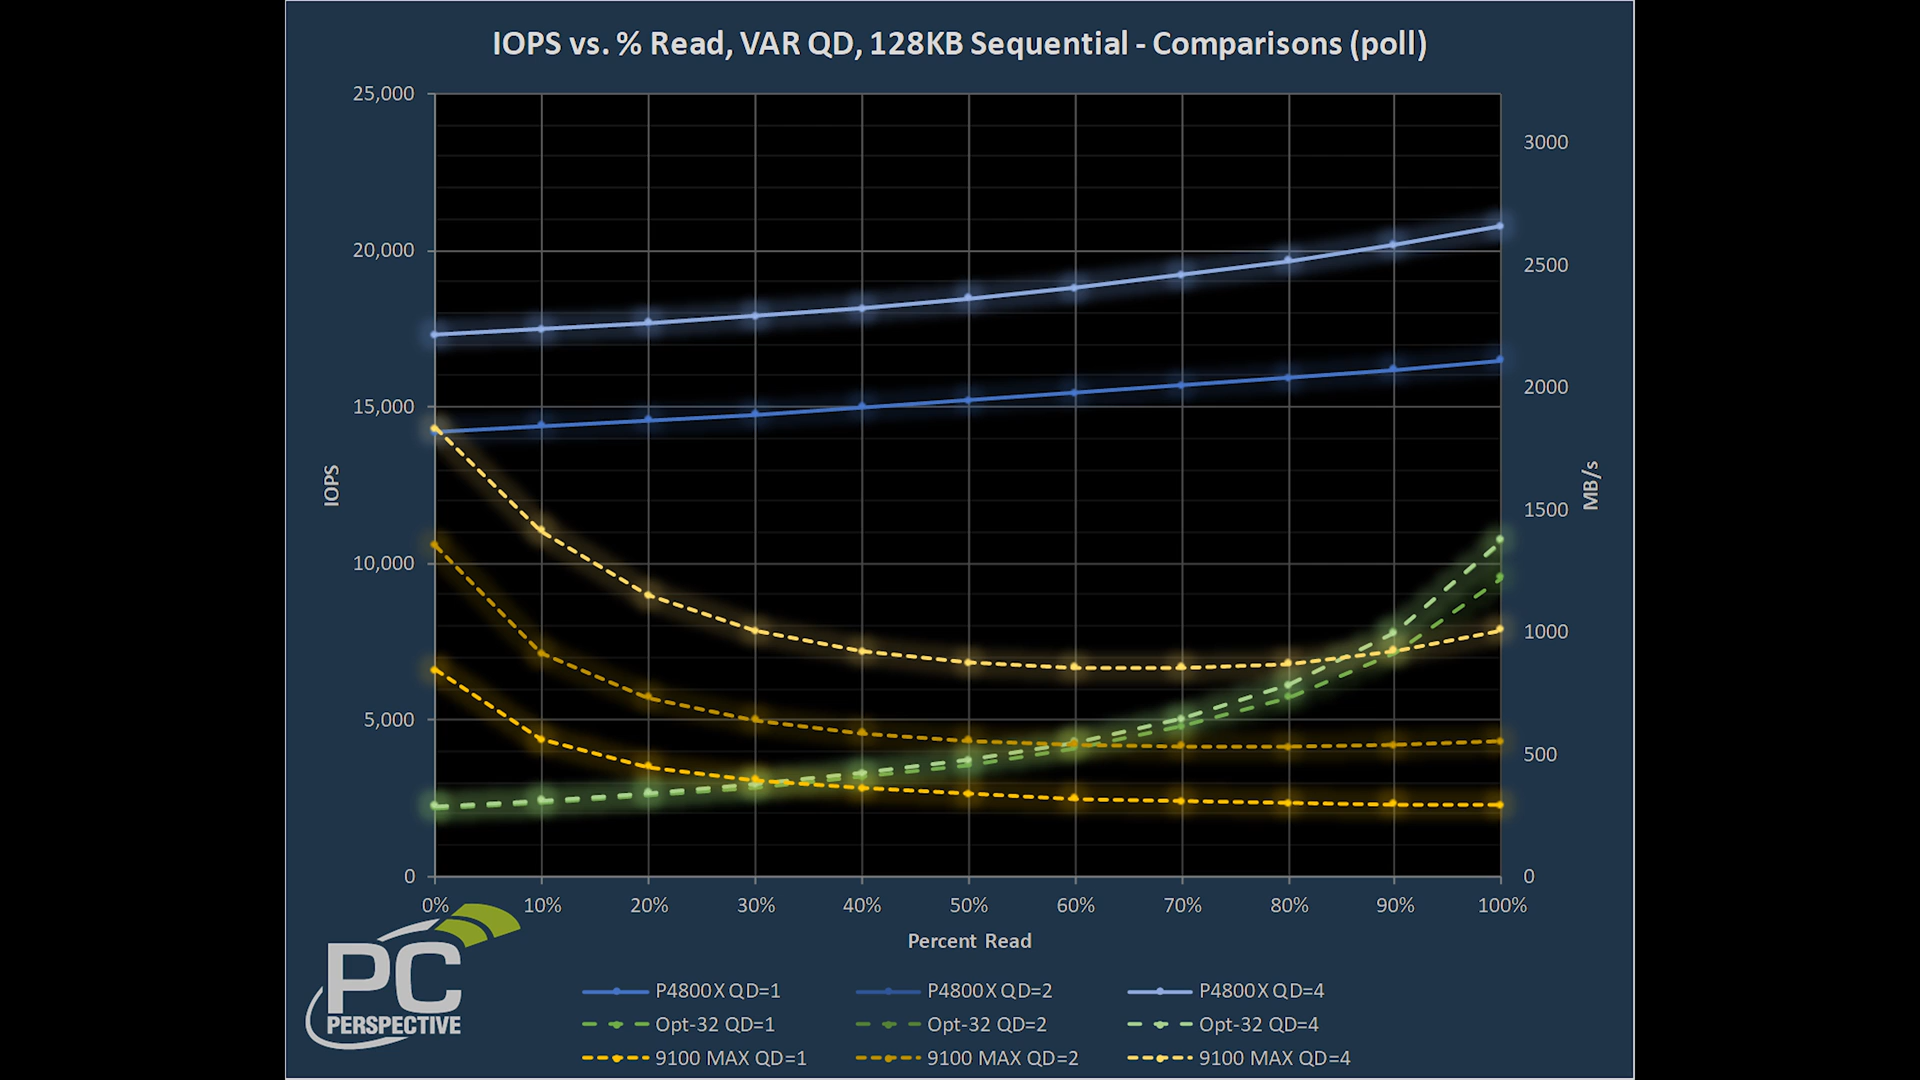 IOPS vs. % Read, VAR QD, 128KB Sequential - Comparisons (poll)
25,000
20,000
15,000
10,000
5,000
0
IOPS
3000
2500
2000
1500
1000
500
0
MB/s
0% 10% 20% 30% 40% 50% 60% 70% 80% 90% 100%
Percent Read
P4800X QD=1 P4800X QD=2 P4800X QD=4
Opt-32 QD=1 Opt-32 QD=2 Opt-32 QD=4
9100 MAX QD=1 9100 MAX QD=2 9100 MAX QD=4
PC
PERSPECTIVE